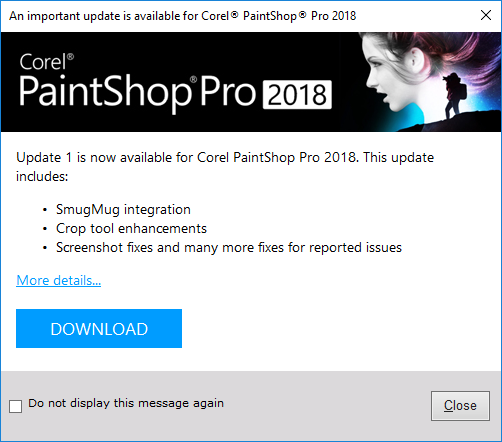 An important update is available for Corel® PaintShop® Pro 2018
Corel®
PaintShop® Pro 2018
Update 1 is now available for Corel PaintShop Pro 2018. This update
includes:
• SmugMug integration
• Crop tool enhancements
• Screenshot fixes and many more fixes for reported issues
More details...
DOWNLOAD
Do not display this message again
Close